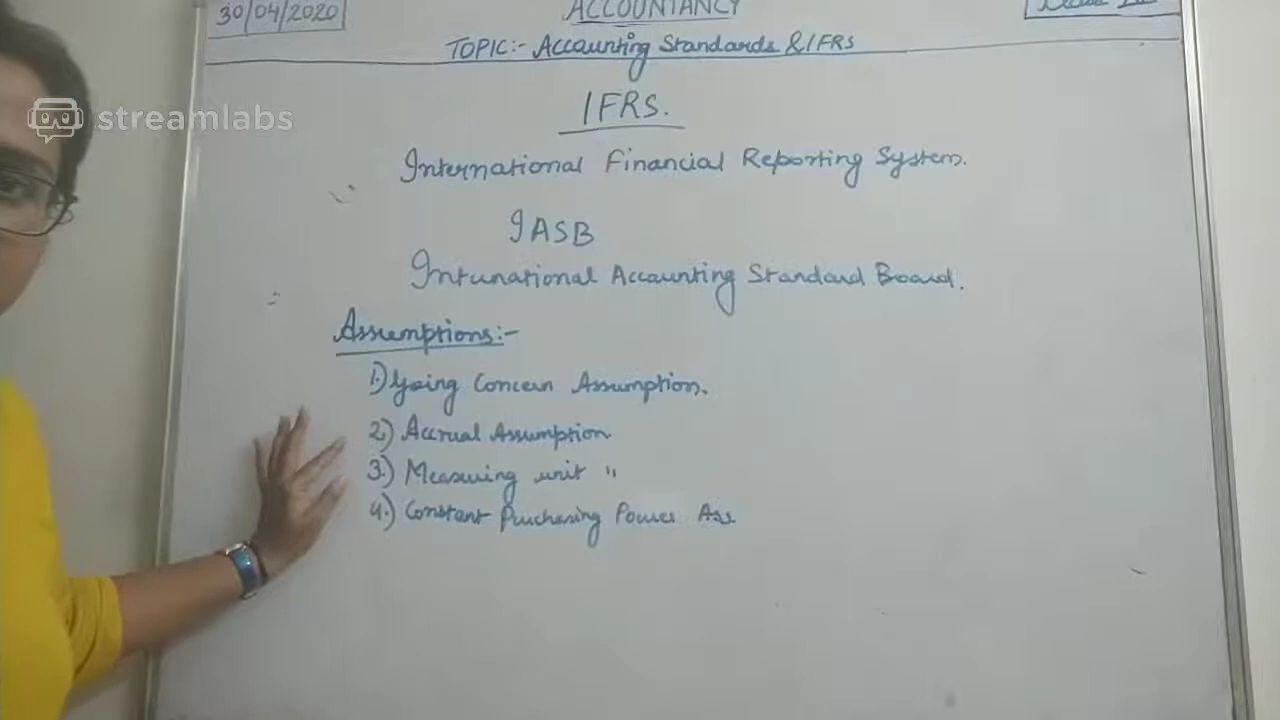 30/04/2020
ACCOUNTANCY
TOPIC:- Accounting Standards & IFRS
streamlabs
IFRS.
International Financial Reporting System.
IASB
International Accounting Standard Board.
Assumptions:-
1.) Going Concern Assumption.
2.) Accrual Assumption.
3.) Measuring unit "
4.) Constant Purchasing Power Ass.